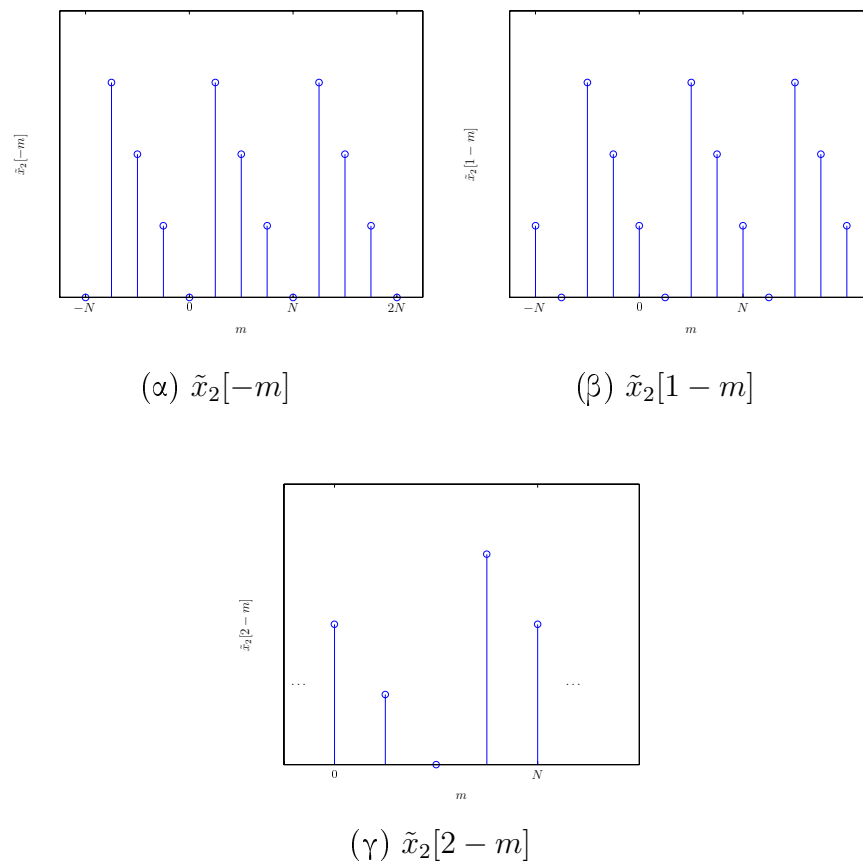 x̃₂[−m]
−N 0 N 2N
m
(α) x̃₂[−m]
x̃₂[1 − m]
−N 0 N
m
(β) x̃₂[1 − m]
x̃₂[2 − m]
... ...
0 N
m
(γ) x̃₂[2 − m]